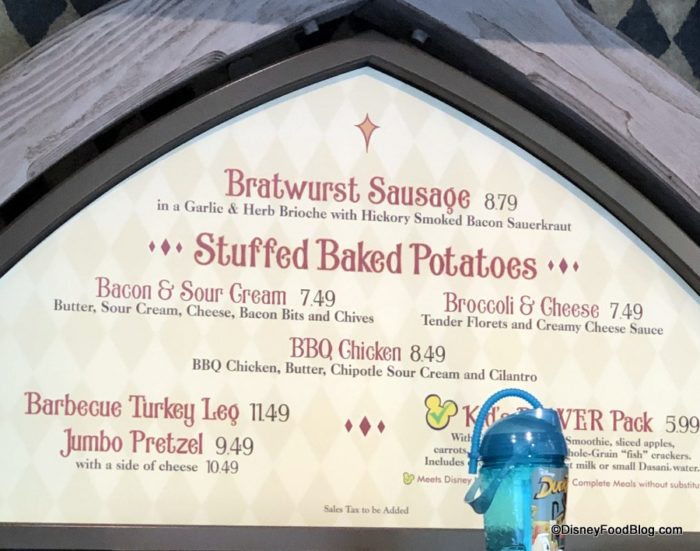 Bratwurst Sausage 8.79
in a Garlic & Herb Brioche with Hickory Smoked Bacon Sauerkraut
Stuffed Baked Potatoes
Bacon & Sour Cream 7.49
Butter, Sour Cream, Cheese, Bacon Bits and Chives
Broccoli & Cheese 7.49
Tender Florets and Creamy Cheese Sauce
BBQ Chicken 8.49
BBQ Chicken, Butter, Chipotle Sour Cream and Cilantro
Barbecue Turkey Leg 11.49
Jumbo Pretzel 9.49
with a side of cheese 10.49
Pack 5.99
Smoothie, sliced apples,
carrots, "fish" crackers.
Includes milk or small Dasani water.
Meets Disney Complete Meals without
Sales Tax to be Added
©DisneyFoodBlog.com